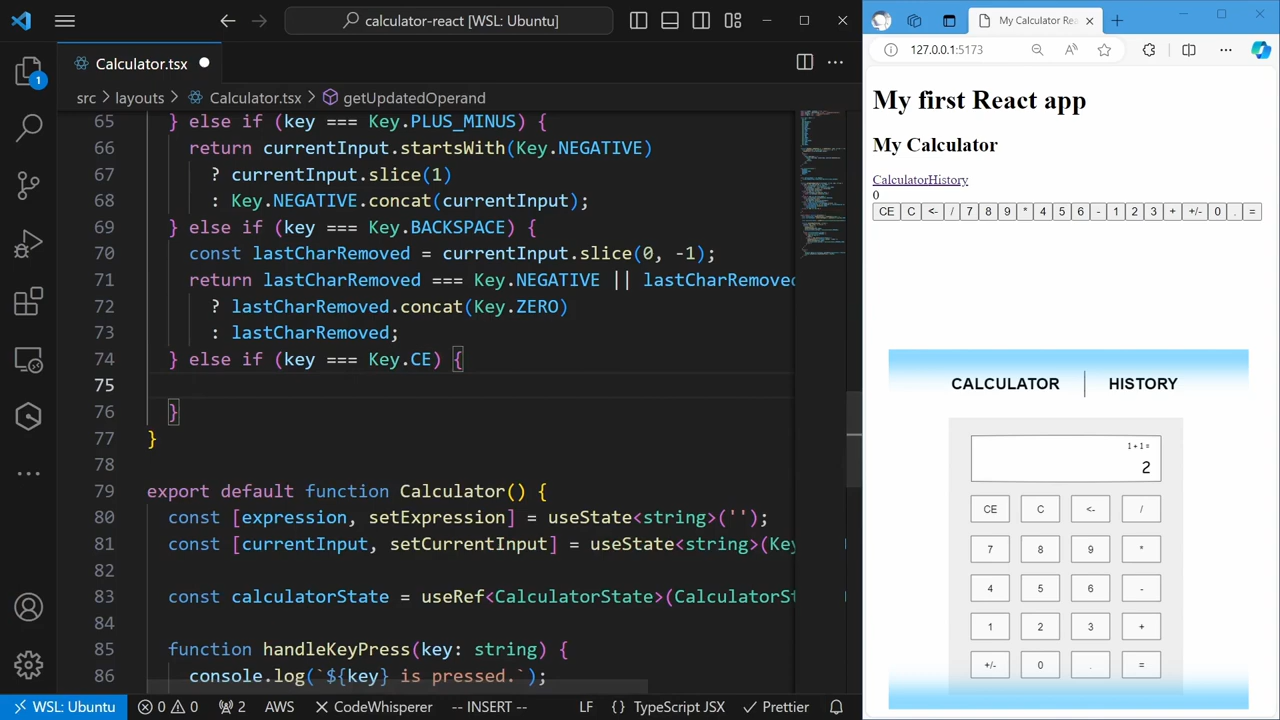 calculator-react [WSL: Ubuntu]
Calculator.tsx
src > layouts > Calculator.tsx > getUpdatedOperand
65 } else if (key === Key.PLUS_MINUS) {
66 return currentInput.startsWith(Key.NEGATIVE)
67 ? currentInput.slice(1)
68 : Key.NEGATIVE.concat(currentInput);
69 } else if (key === Key.BACKSPACE) {
70 const lastCharRemoved = currentInput.slice(0, -1);
71 return lastCharRemoved === Key.NEGATIVE || lastCharRemoved
72 ? lastCharRemoved.concat(Key.ZERO)
73 : lastCharRemoved;
74 } else if (key === Key.CE) {
75
76 }
77 }
78
79 export default function Calculator() {
80 const [expression, setExpression] = useState<string>('');
81 const [currentInput, setCurrentInput] = useState<string>(Key
82
83 const calculatorState = useRef<CalculatorState>(CalculatorSt
84
85 function handleKeyPress(key: string) {
86 console.log(`${key} is pressed.`);
1
WSL: Ubuntu 0 0 2 AWS CodeWhisperer -- INSERT -- LF {} TypeScript JSX Prettier
My Calculator Rea
127.0.0.1:5173
My first React app
My Calculator
CalculatorHistory
0
CE C <- / 7 8 9 * 4 5 6 - 1 2 3 + +/- 0 . =
CALCULATOR | HISTORY
1 + 1 =
2
CE C <- /
7 8 9 *
4 5 6 -
1 2 3 +
+/- 0 . =